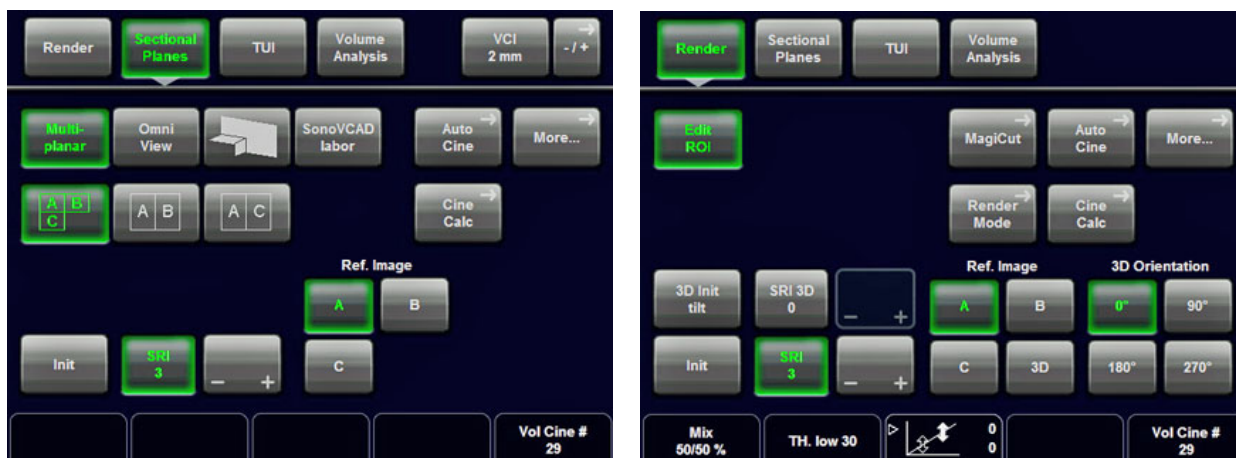 Render
Sectional
Planes
TUI
Volume
Analysis
VCI
2 mm
- / +
Multi-
planar
Omni
View
SonoVCAD
labor
Auto
Cine
More...
A B
C
A B
A C
Cine
Calc
Ref. Image
A
B
Init
SRI
3
- +
C
Vol Cine #
29
Render
Sectional
Planes
TUI
Volume
Analysis
Edit
ROI
MagiCut
Auto
Cine
More...
Render
Mode
Cine
Calc
Ref. Image
3D Orientation
3D Init
tilt
SRI 3D
0
- +
A
B
0°
90°
Init
SRI
3
- +
C
3D
180°
270°
Mix
50/50 %
TH. low 30
0
0
Vol Cine #
29